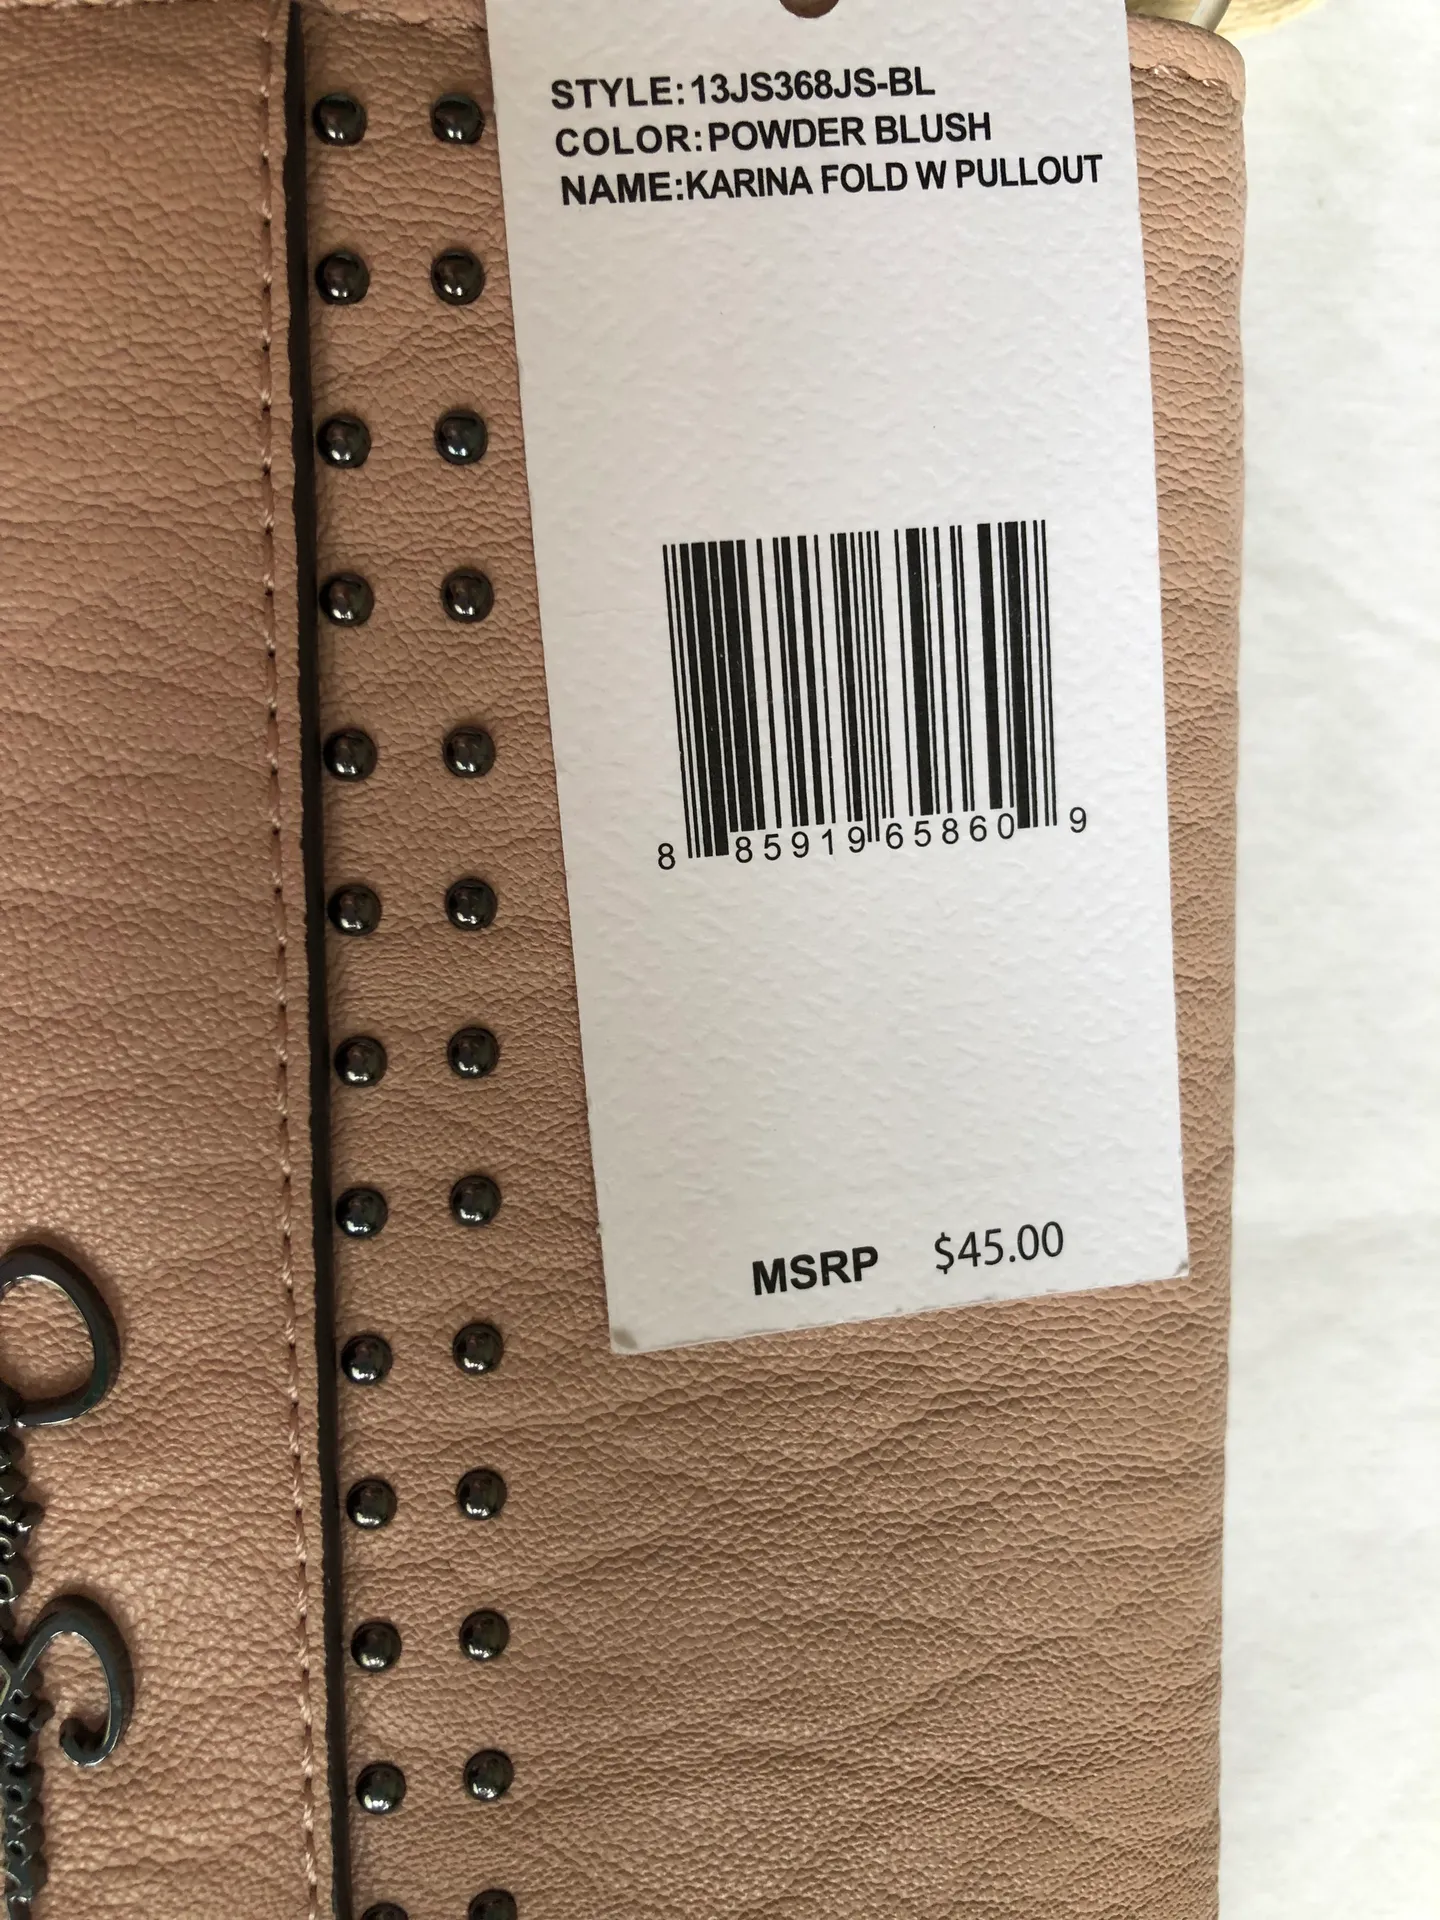 STYLE:13JS368JS-BL
COLOR:POWDER BLUSH
NAME:KARINA FOLD W PULLOUT
8 85919 65860 9
MSRP $45.00